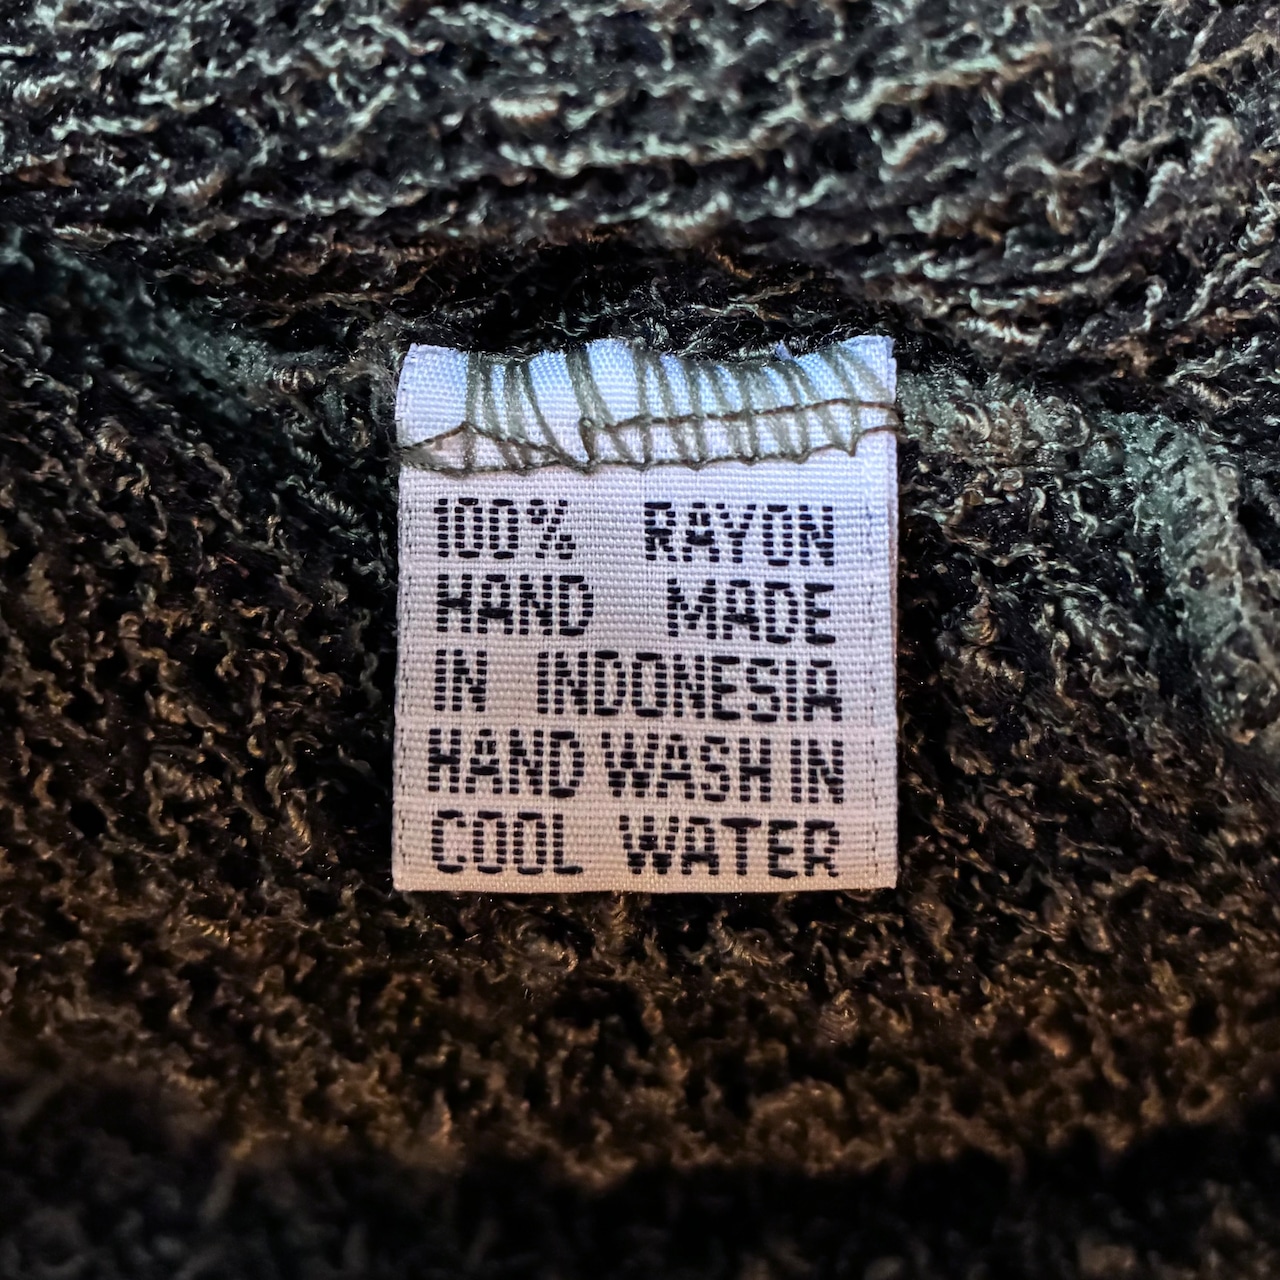 100% RAYON
HAND MADE
IN INDONESIA
HAND WASH IN
COOL WATER